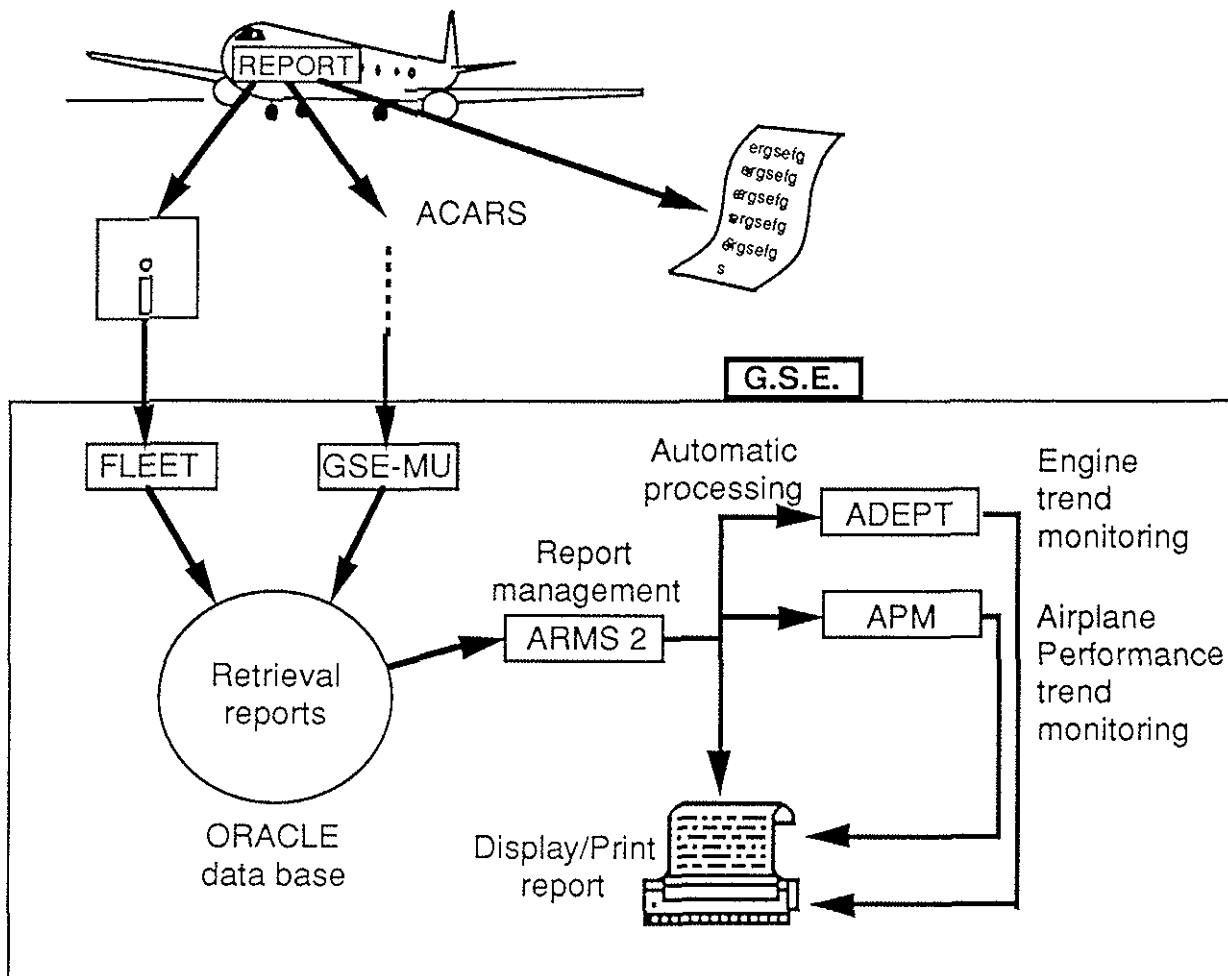 REPORT
ACARS
ergsefg
ergsefg
ergsefg
ergsefg
ergsefg
s
G.S.E.
FLEET
GSE-MU
Automatic
processing
ADEPT
Engine
trend
monitoring
Report
management
ARMS 2
APM
Airplane
Performance
trend
monitoring
Retrieval
reports
ORACLE
data base
Display/Print
report